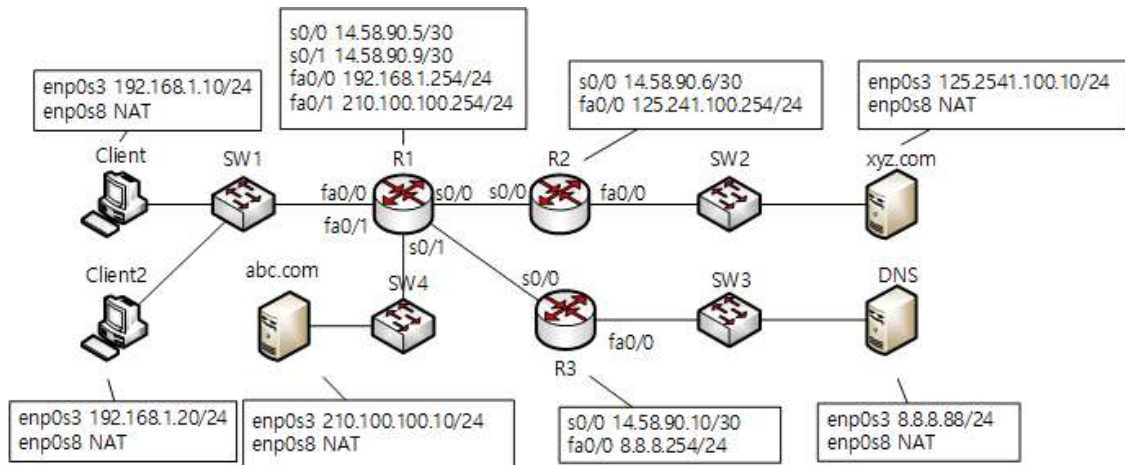 s0/0 14.58.90.5/30
s0/1 14.58.90.9/30
fa0/0 192.168.1.254/24
fa0/1 210.100.100.254/24
enp0s3 192.168.1.10/24
enp0s8 NAT
s0/0 14.58.90.6/30
fa0/0 125.241.100.254/24
enp0s3 125.2541.100.10/24
enp0s8 NAT
Client
SW1
R1
R2
SW2
xyz.com
fa0/0
s0/0
s0/0
fa0/0
fa0/1
s0/1
Client2
abc.com
SW4
s0/0
SW3
DNS
fa0/0
R3
enp0s3 192.168.1.20/24
enp0s8 NAT
enp0s3 210.100.100.10/24
enp0s8 NAT
s0/0 14.58.90.10/30
fa0/0 8.8.8.254/24
enp0s3 8.8.8.88/24
enp0s8 NAT